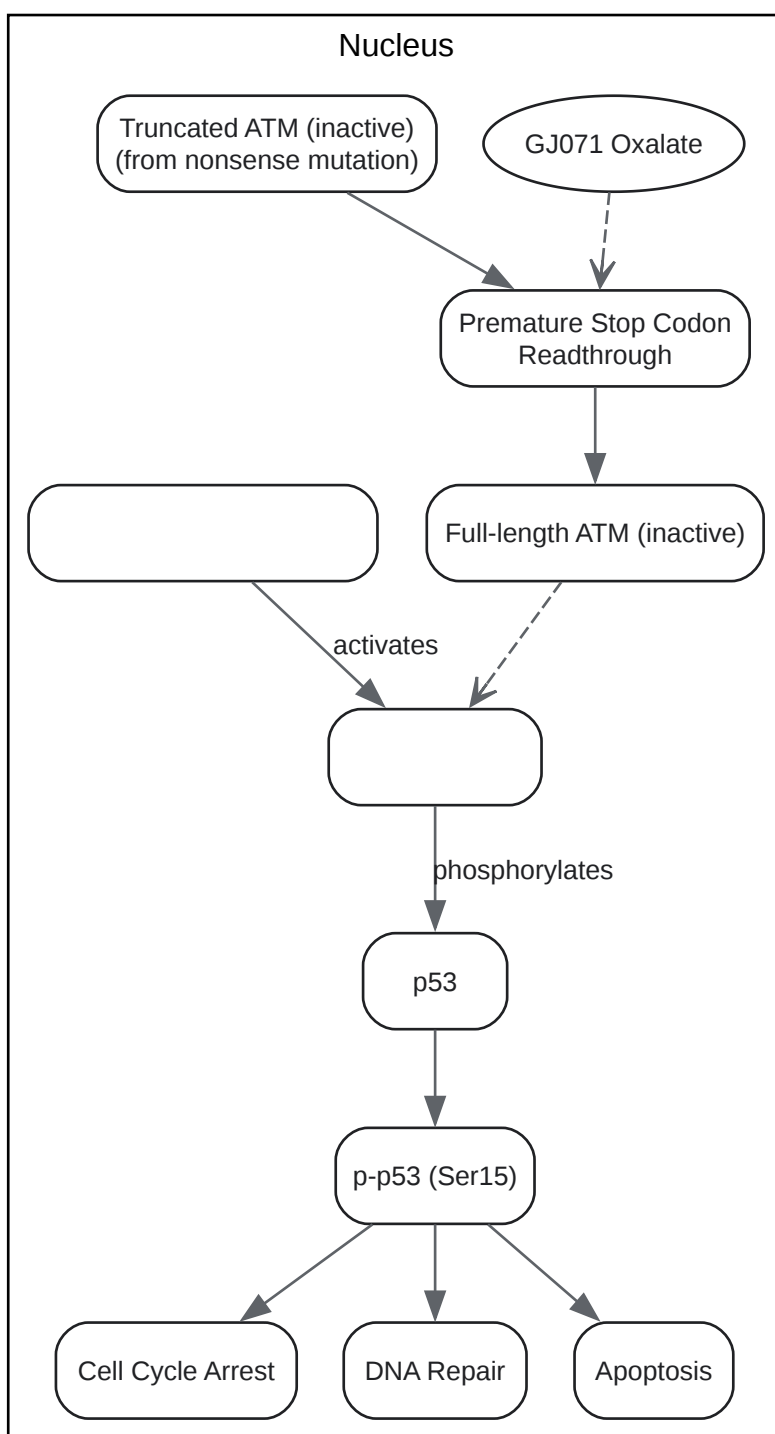 Nucleus
Truncated ATM (inactive)
(from nonsense mutation)
GJ071 Oxalate
Premature Stop Codon
Readthrough
Full-length ATM (inactive)
activates
phosphorylates
p53
p-p53 (Ser15)
Cell Cycle Arrest
DNA Repair
Apoptosis